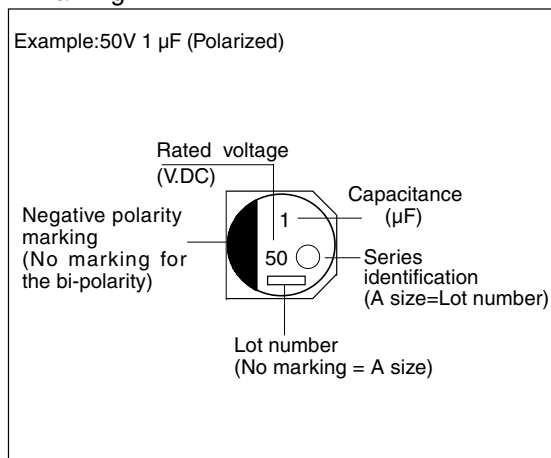 Example:50V 1 µF (Polarized)
Rated voltage
(V.DC)
Capacitance
(µF)
Negative polarity
marking
(No marking for
the bi-polarity)
1
50
Series
identification
(A size=Lot number)
Lot number
(No marking = A size)